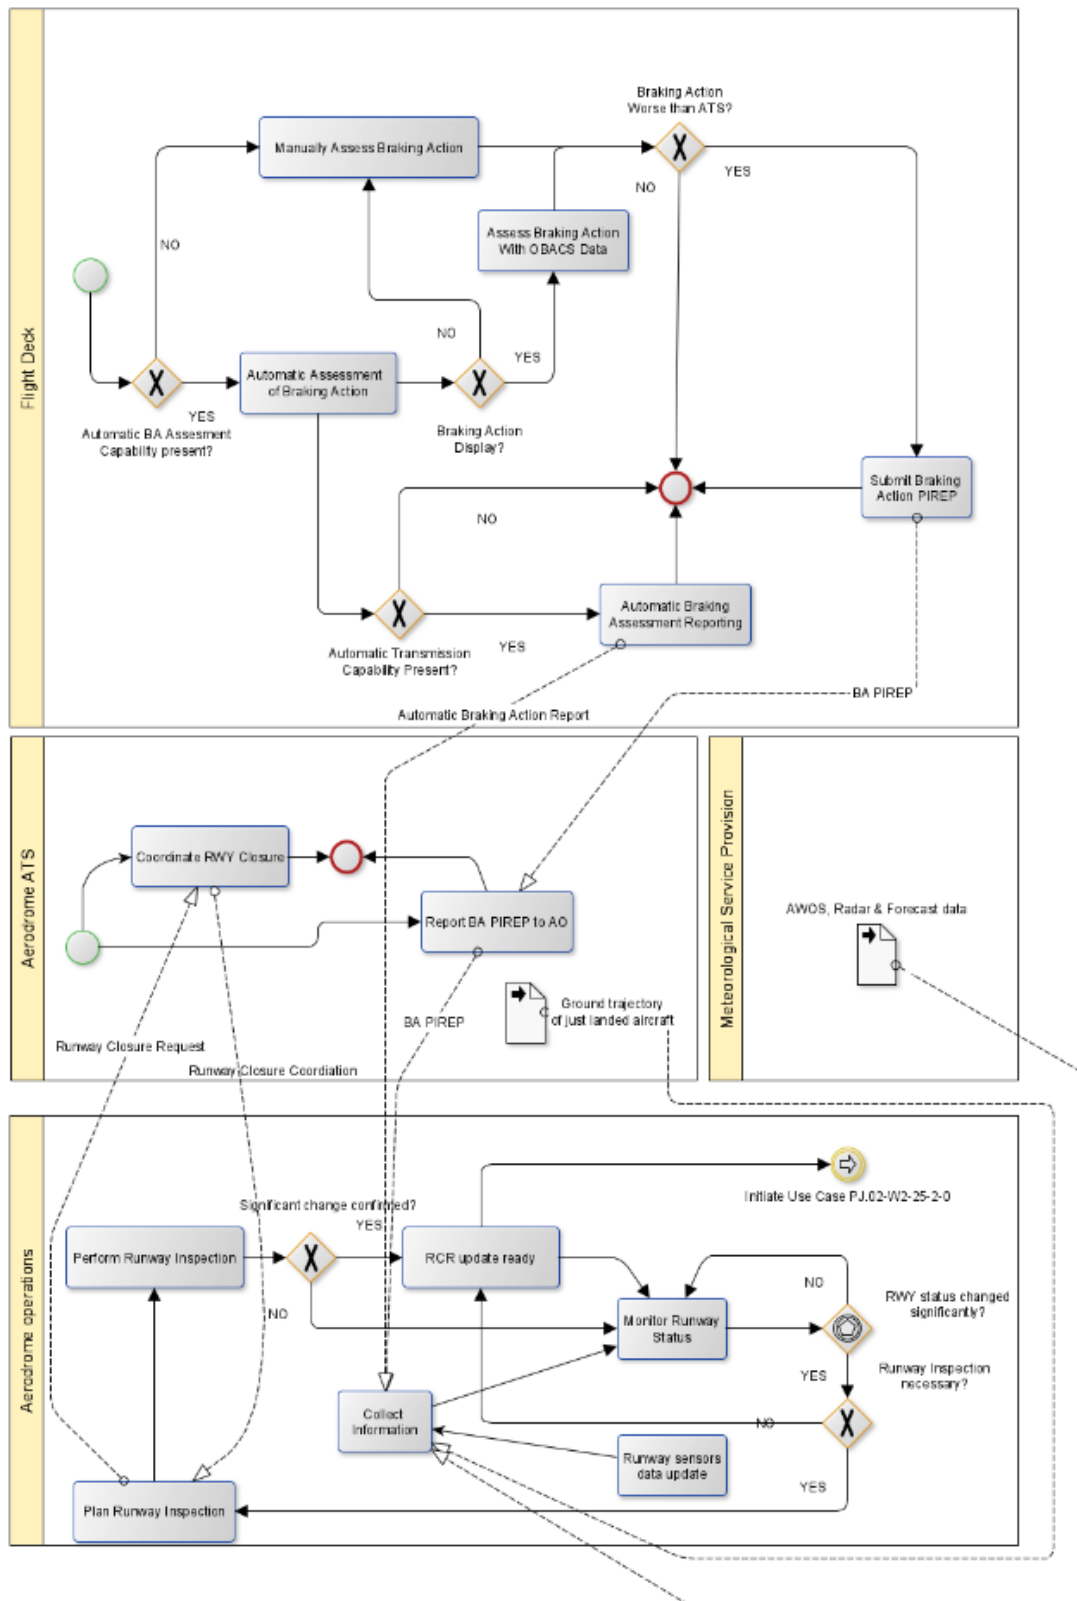 Flight Deck
Braking Action
Worse than ATS?
Manually Assess Braking Action
NO
YES
Assess Braking Action
With OBACS Data
NO
NO
YES
Automatic Assessment
of Braking Action
YES
Automatic BA Assesment
Capability present?
Braking Action
Display?
Submit Braking
Action PIREP
NO
Automatic Braking
Assessment Reporting
YES
Automatic Transmission
Capability Present?
BA PIREP
Automatic Braking Action Report
Aerodrome ATS
Coordinate RWY Closure
Report BA PIREP to AO
Ground trajectory
of just landed aircraft
BA PIREP
Runway Closure Request
Runway Closure Coordiation
Meteorological Service Provision
AWOS, Radar & Forecast data
Aerodrome operations
Initiate Use Case PJ.02-W2-25-2-0
Significant change confirmed?
YES
Perform Runway Inspection
RCR update ready
NO
RWY status changed
significantly?
NO
Monitor Runway
Status
Runway Inspection
necessary?
YES
Collect
Information
NO
Runway sensors
data update
YES
Plan Runway Inspection